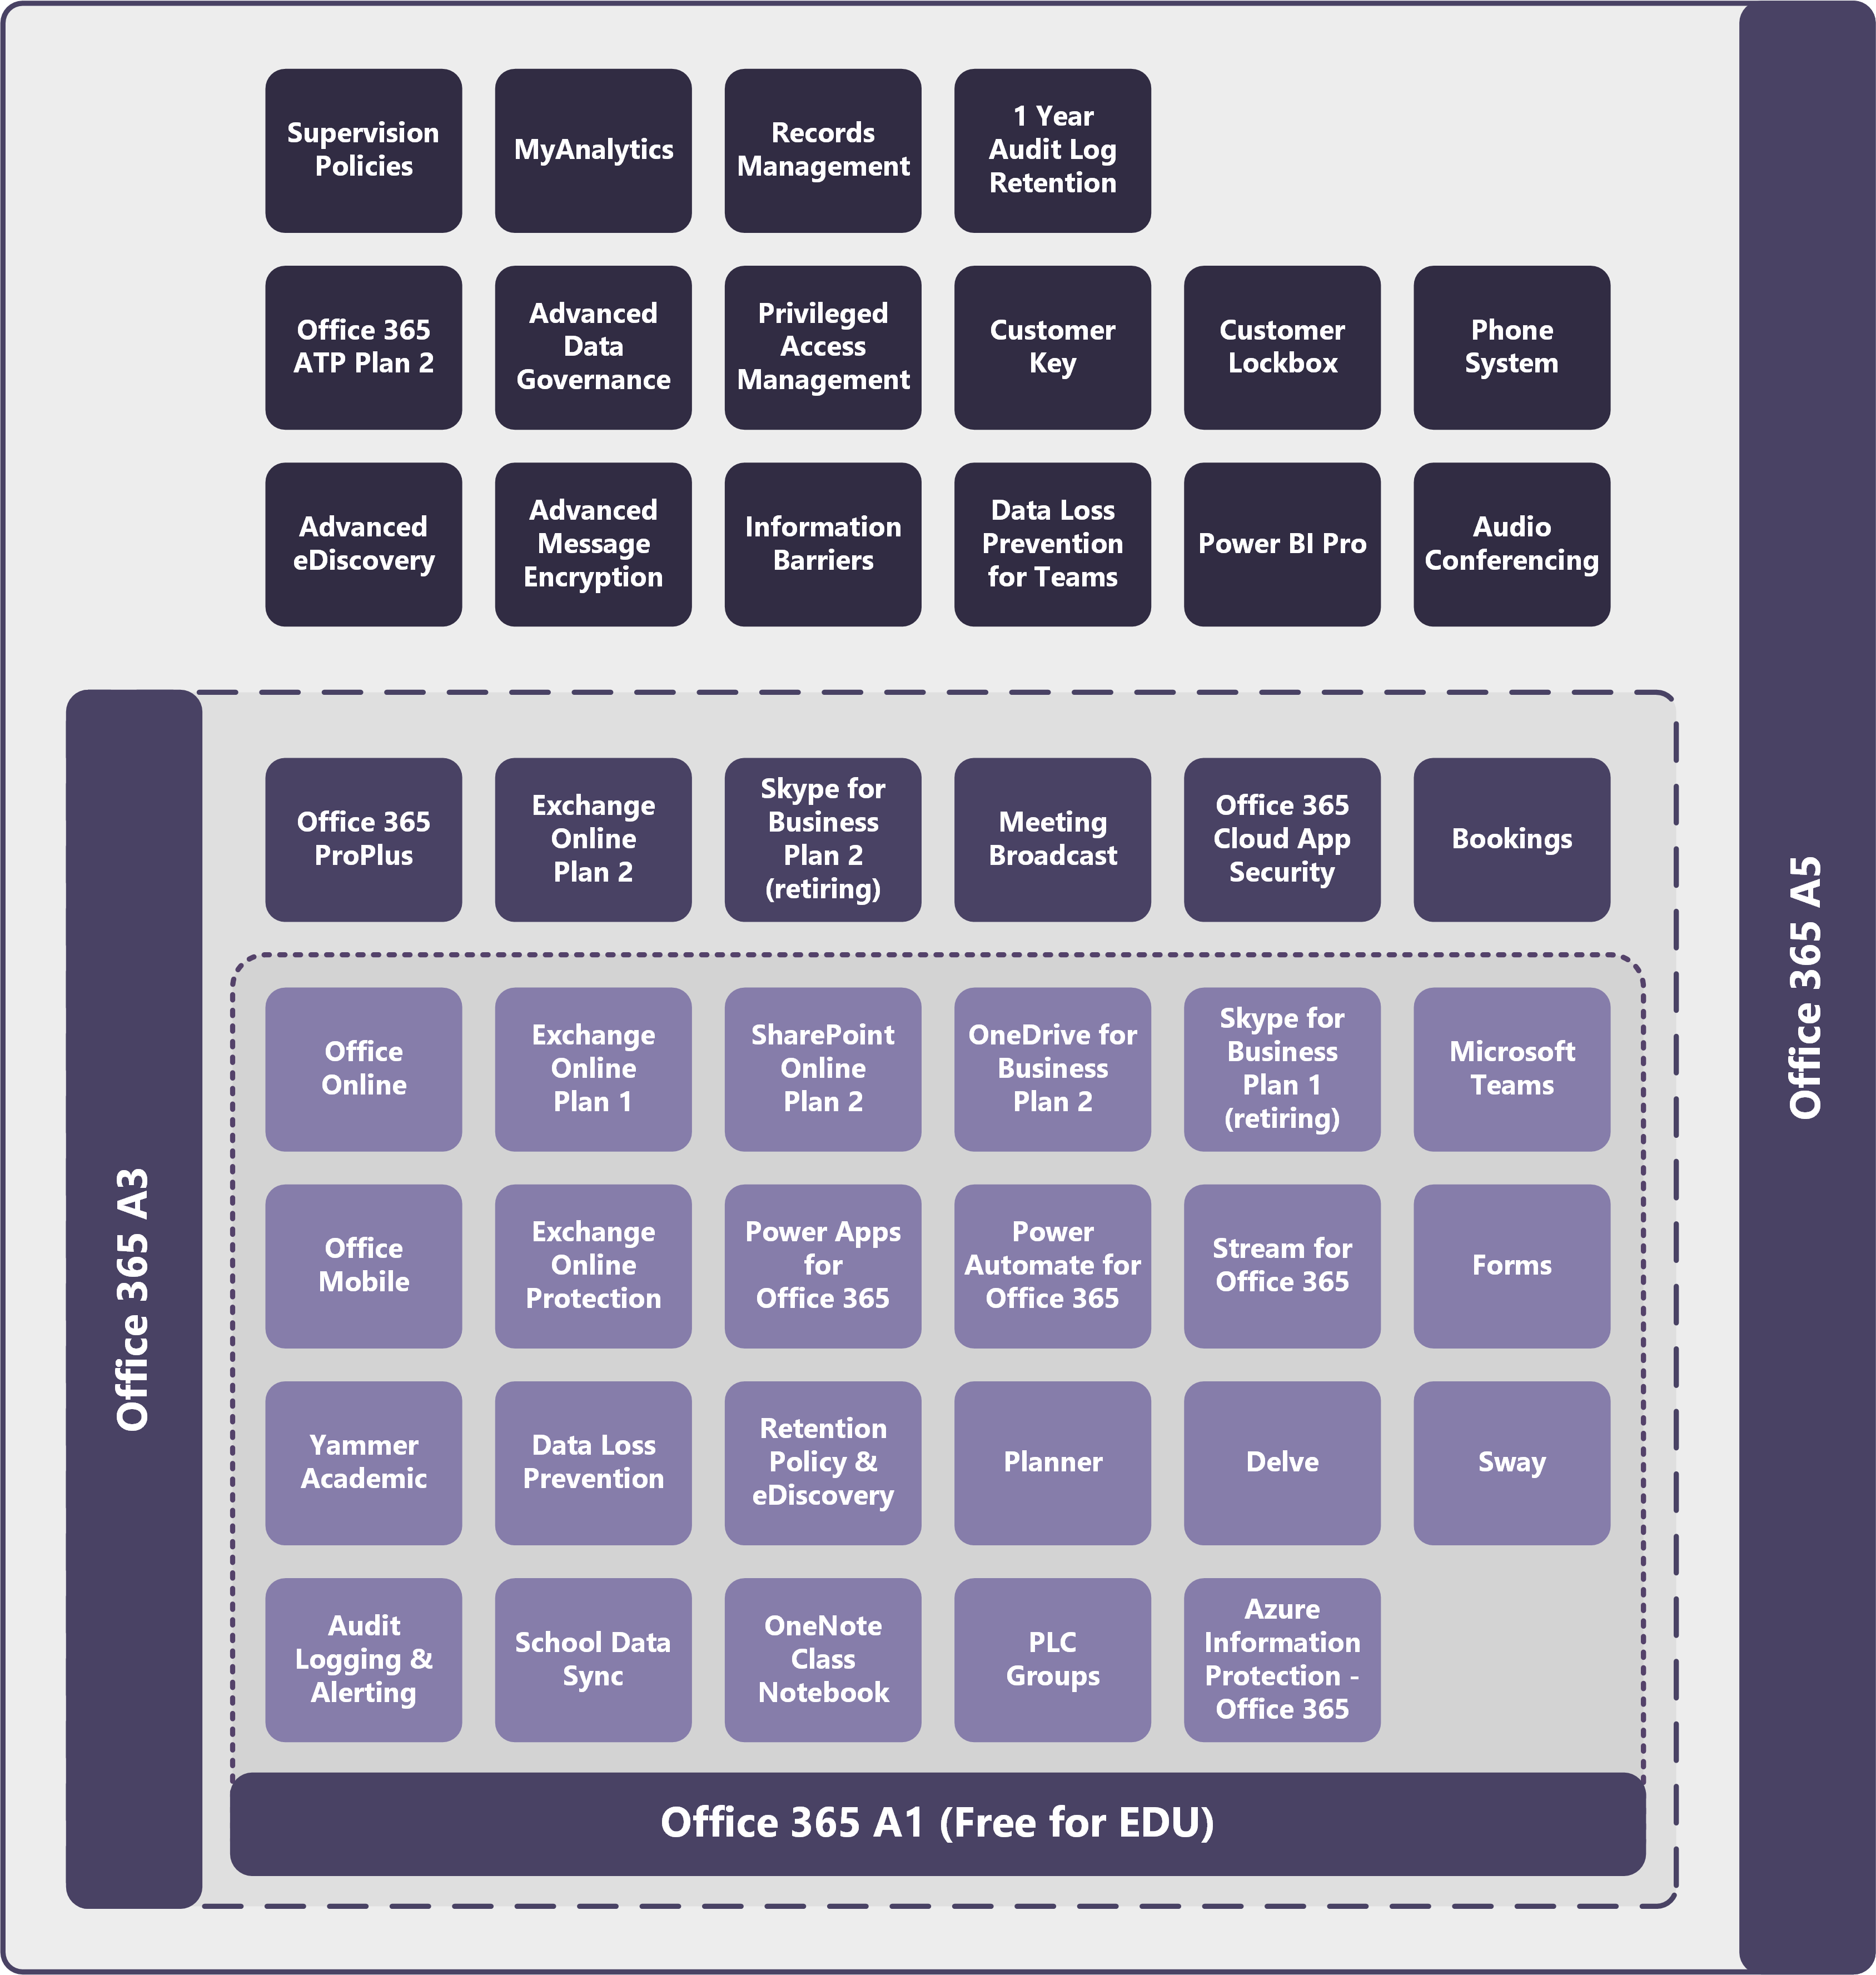 Supervision
Policies
MyAnalytics
Records
Management
1 Year
Audit Log
Retention
Office 365
ATP Plan 2
Advanced
Data
Governance
Privileged
Access
Management
Customer
Key
Customer
Lockbox
Phone
System
Advanced
eDiscovery
Advanced
Message
Encryption
Information
Barriers
Data Loss
Prevention
for Teams
Power BI Pro
Audio
Conferencing
Office 365 A5
Office 365 A3
Office 365
ProPlus
Exchange
Online
Plan 2
Skype for
Business
Plan 2
(retiring)
Meeting
Broadcast
Office 365
Cloud App
Security
Bookings
Office
Online
Exchange
Online
Plan 1
SharePoint
Online
Plan 2
OneDrive for
Business
Plan 2
Skype for
Business
Plan 1
(retiring)
Microsoft
Teams
Office
Mobile
Exchange
Online
Protection
Power Apps
for
Office 365
Power
Automate for
Office 365
Stream for
Office 365
Forms
Yammer
Academic
Data Loss
Prevention
Retention
Policy &
eDiscovery
Planner
Delve
Sway
Audit
Logging &
Alerting
School Data
Sync
OneNote
Class
Notebook
PLC
Groups
Azure
Information
Protection -
Office 365
Office 365 A1 (Free for EDU)